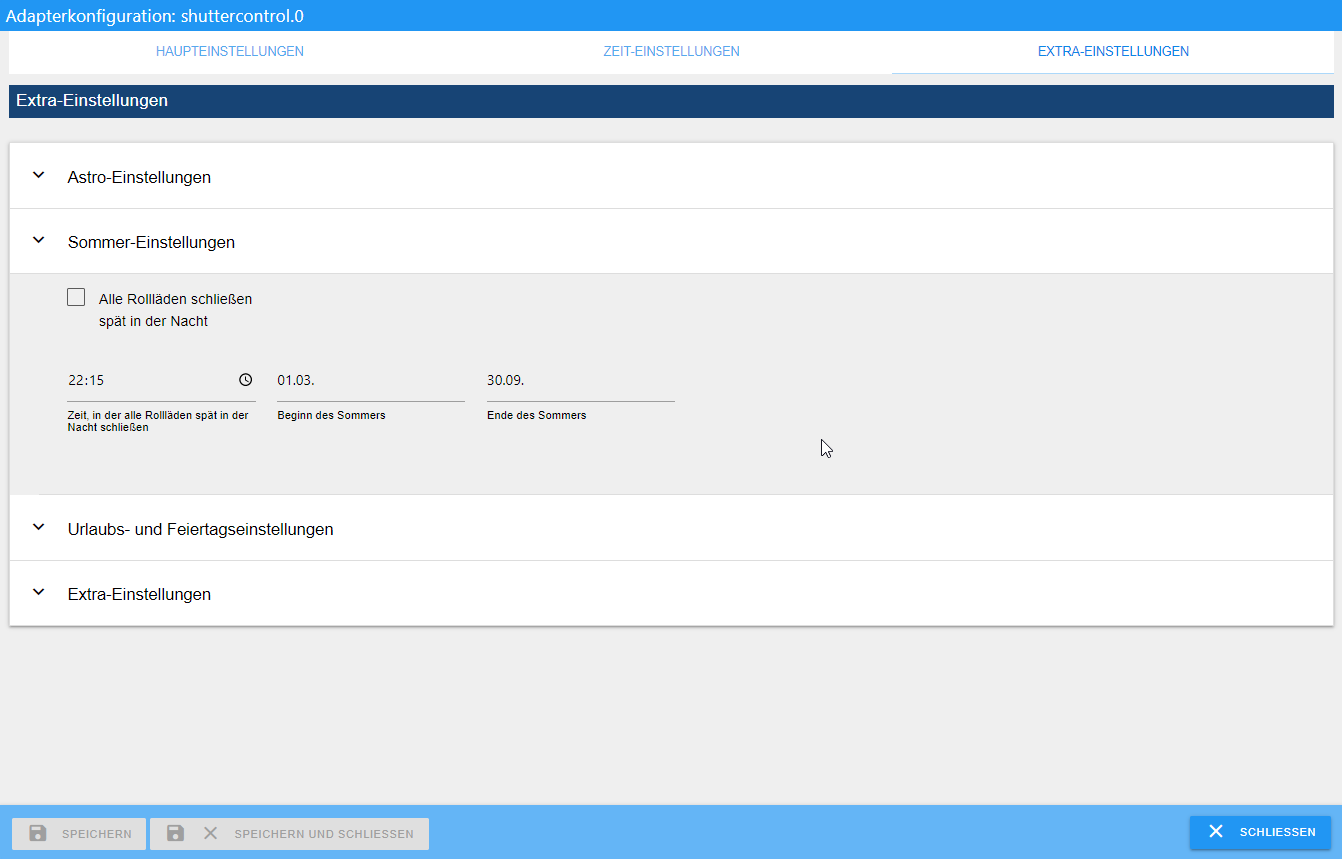 Adapterkonfiguration: shuttercontrol.0
HAUPTEINSTELLUNGEN
ZEIT-EINSTELLUNGEN
EXTRA-EINSTELLUNGEN
Extra-Einstellungen
Astro-Einstellungen
Sommer-Einstellungen
Alle Rollläden schließen
spät in der Nacht
22:15
01.03.
30.09.
Zeit, in der alle Rollläden spät in der
Nacht schließen
Beginn des Sommers
Ende des Sommers
Urlaubs- und Feiertagseinstellungen
Extra-Einstellungen
SPEICHERN
SPEICHERN UND SCHLIESSEN
SCHLIESSEN